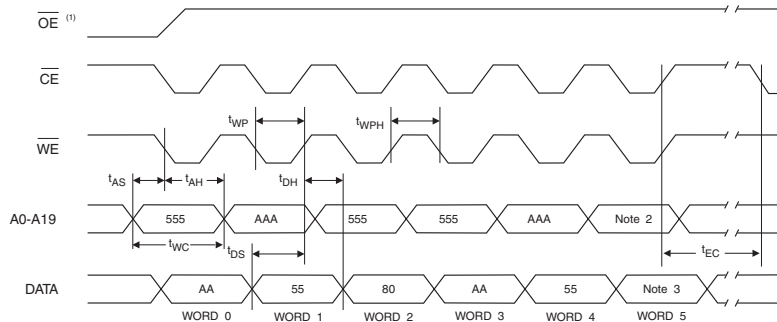 OE (1)
CE
tWP tWPH
WE
tAS tAH tDH
A0-A19 555 AAA 555 555 AAA Note 2
tWC tDS tEC
DATA AA 55 80 AA 55 Note 3
WORD 0 WORD 1 WORD 2 WORD 3 WORD 4 WORD 5